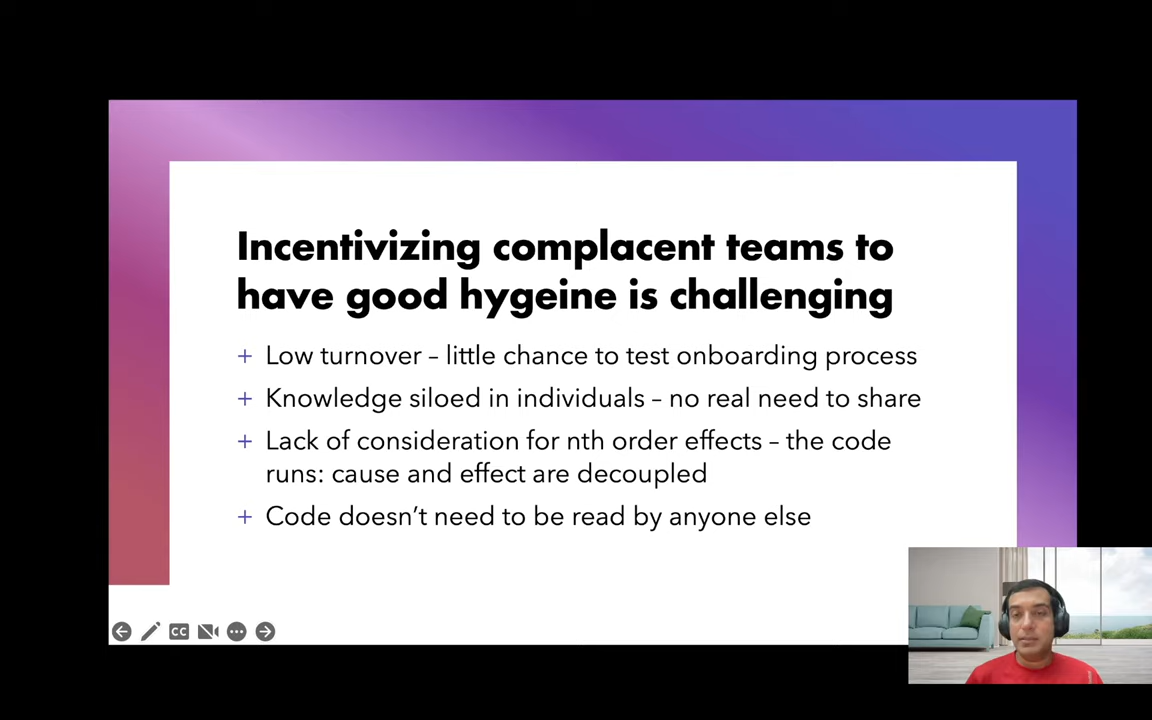 Incentivizing complacent teams to
have good hygeine is challenging
+ Low turnover – little chance to test onboarding process
+ Knowledge siloed in individuals – no real need to share
+ Lack of consideration for nth order effects – the code
runs: cause and effect are decoupled
+ Code doesn’t need to be read by anyone else
CC